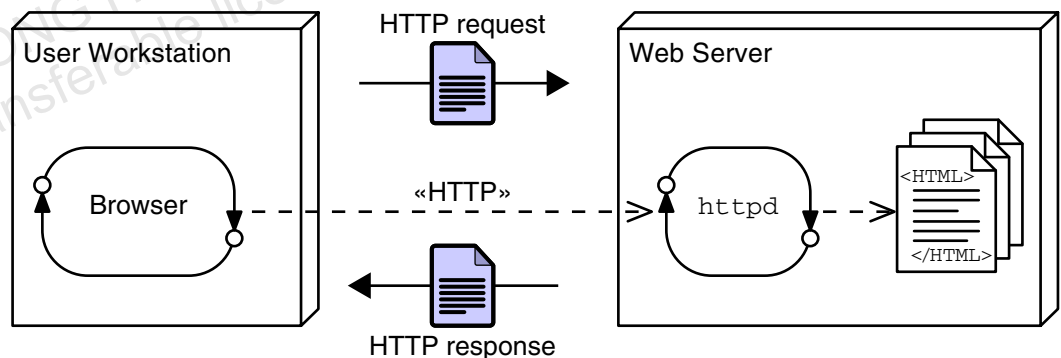 HTTP request
User Workstation
Web Server
Browser
«HTTP»
httpd
<HTML>
</HTML>
HTTP response